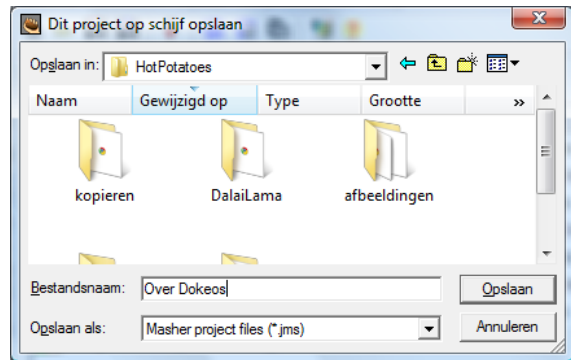 Dit project op schijf opslaan
Opslaan in: HotPotatoes
Naam Gewijzigd op Type Grootte »
kopieren DalaiLama afbeeldingen
Bestandsnaam: Over Dokeos Opslaan
Opslaan als: Masher project files (*.jms) Annuleren